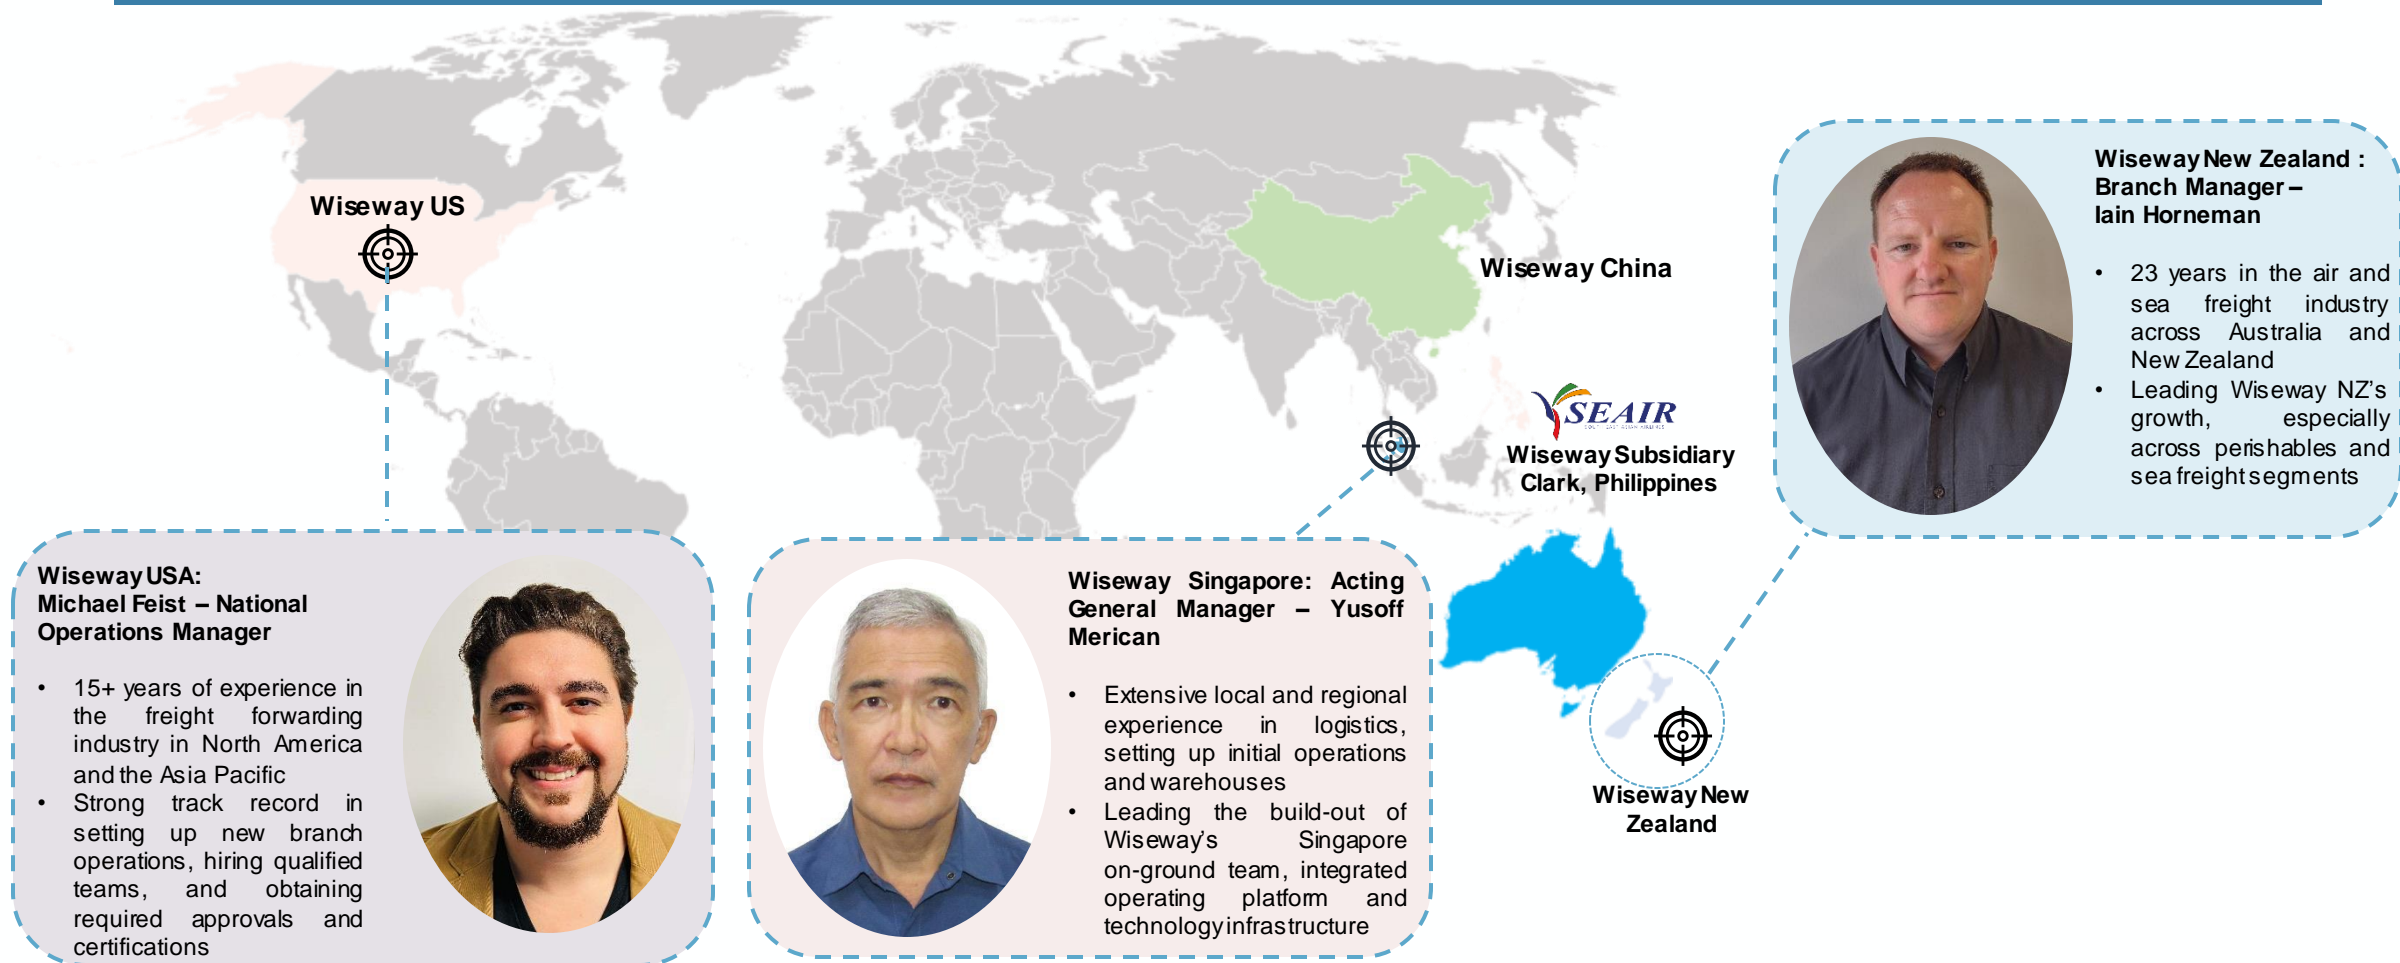 Wiseway US
Wiseway China
SEAIR
Wiseway Subsidiary
Clark, Philippines
Wiseway New Zealand :
Branch Manager –
Iain Horneman
• 23 years in the air and
sea freight industry
across Australia and
New Zealand
• Leading Wiseway NZ’s
growth, especially
across perishables and
sea freight segments
Wiseway USA:
Michael Feist – National
Operations Manager
• 15+ years of experience in
the freight forwarding
industry in North America
and the Asia Pacific
• Strong track record in
setting up new branch
operations, hiring qualified
teams, and obtaining
required approvals and
certifications
Wiseway Singapore: Acting
General Manager – Yusoff
Merican
• Extensive local and regional
experience in logistics,
setting up initial operations
and warehouses
• Leading the build-out of
Wiseway’s Singapore
on-ground team, integrated
operating platform and
technology infrastructure
Wiseway New
Zealand